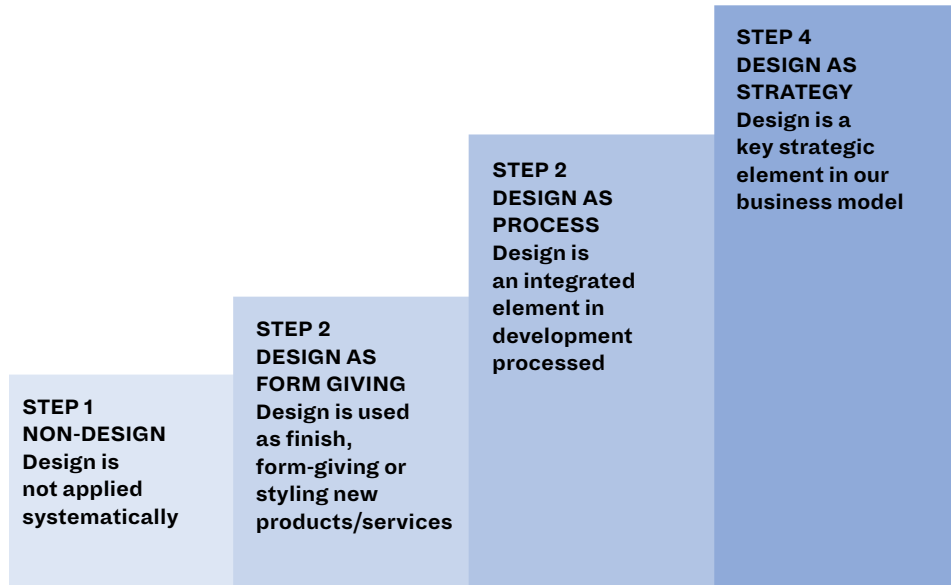 STEP 1
NON-DESIGN
Design is
not applied
systematically
STEP 2
DESIGN AS
FORM GIVING
Design is used
as finish,
form-giving or
styling new
products/services
STEP 2
DESIGN AS
PROCESS
Design is
an integrated
element in
development
processed
STEP 4
DESIGN AS
STRATEGY
Design is a
key strategic
element in our
business model